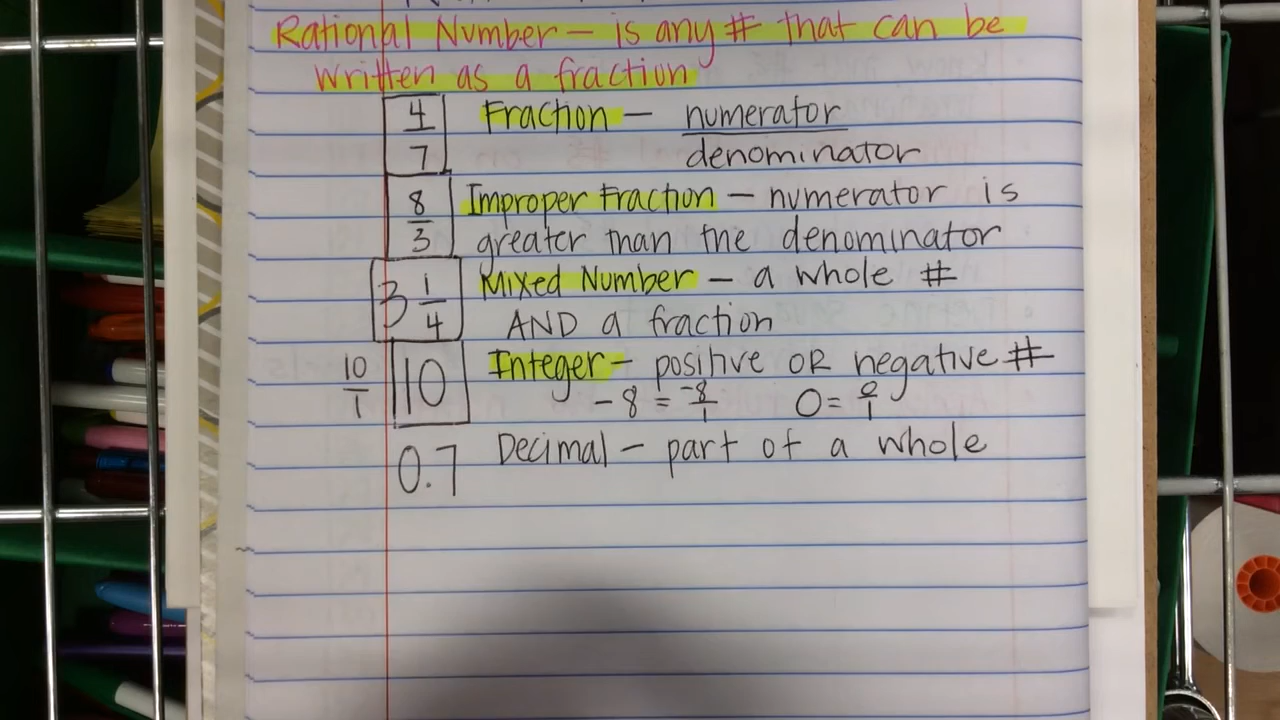 Rational Number - is any # that can be
written as a fraction
4/7 Fraction - numerator
denominator
8/3 Improper Fraction - numerator is
greater than the denominator
3 1/4 Mixed Number - a whole #
AND a fraction
10/1 10 Integer - positive OR negative #
-8 = -8/1 0 = 0/1
0.7 Decimal - part of a whole